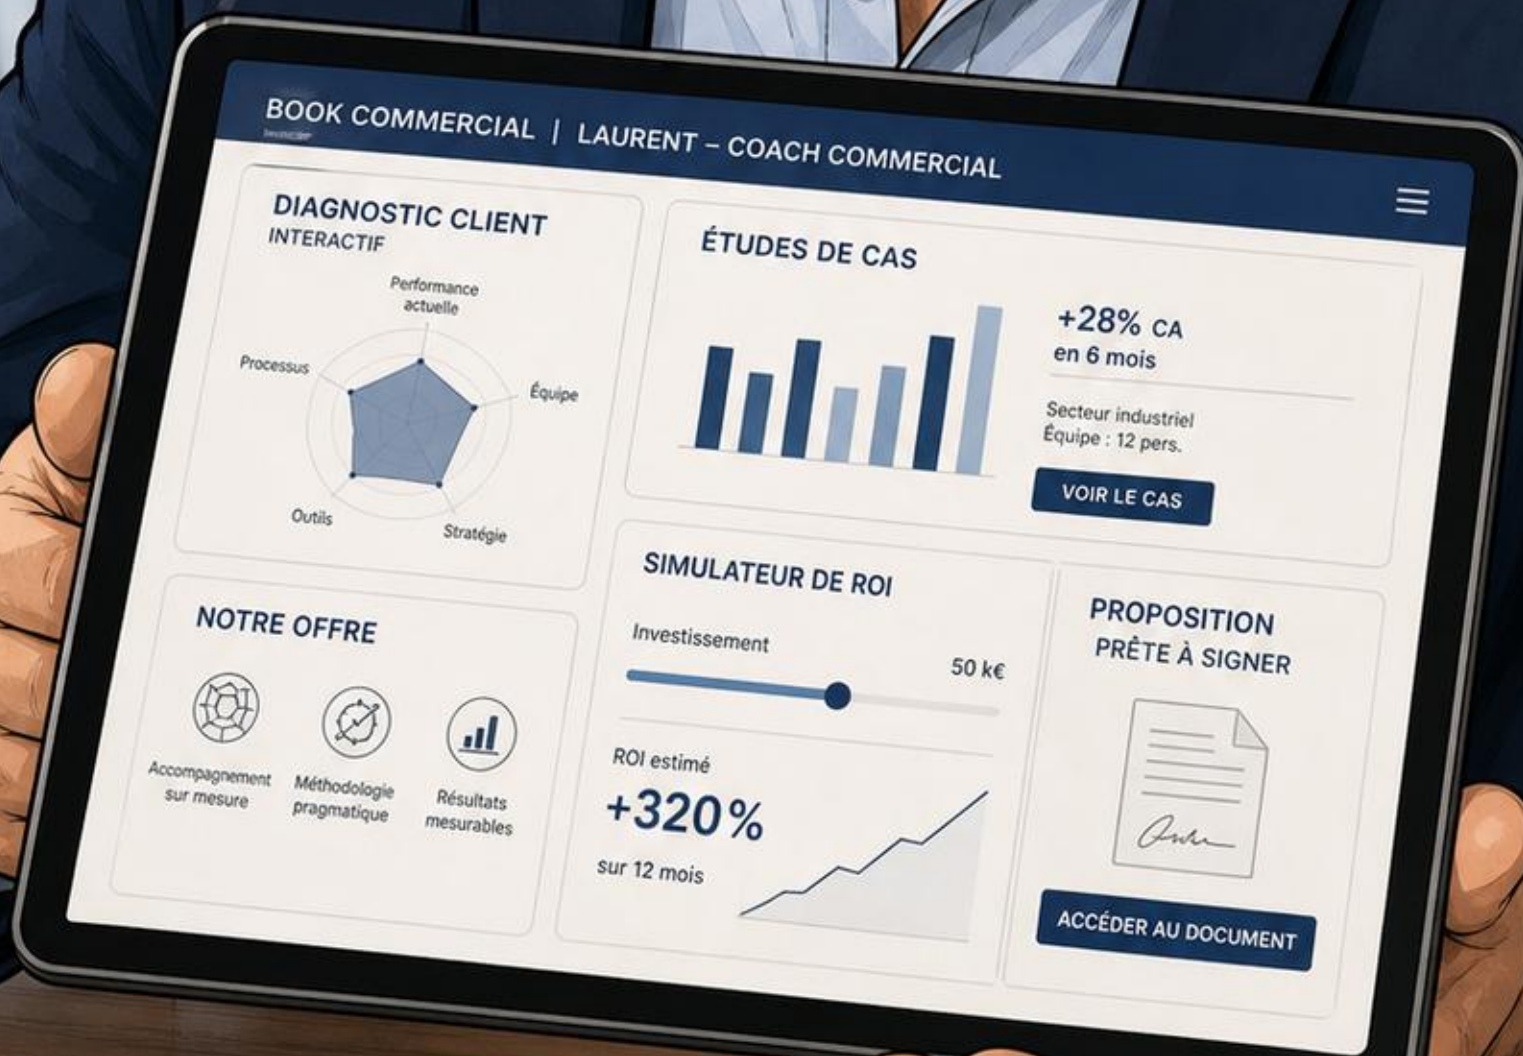 BOOK COMMERCIAL | LAURENT – COACH COMMERCIAL
DIAGNOSTIC CLIENT
INTERACTIF
Performance
actuelle
Processus
Équipe
Outils
Stratégie
ÉTUDES DE CAS
+28% CA
en 6 mois
Secteur industriel
Équipe : 12 pers.
VOIR LE CAS
NOTRE OFFRE
Accompagnement
sur mesure
Méthodologie
pragmatique
Résultats
mesurables
SIMULATEUR DE ROI
Investissement
50 k€
ROI estimé
+320%
sur 12 mois
PROPOSITION
PRÊTE À SIGNER
ACCÉDER AU DOCUMENT